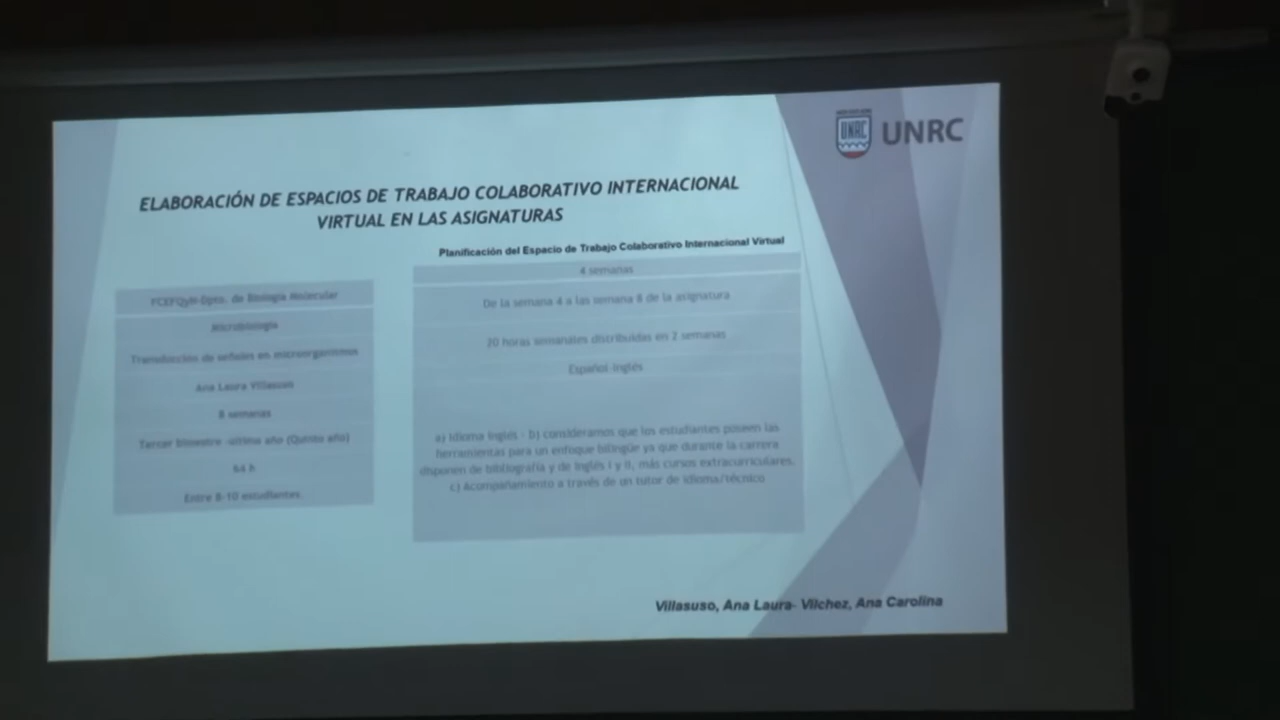 UNRC
UNRC
ELABORACIÓN DE ESPACIOS DE TRABAJO COLABORATIVO INTERNACIONAL
VIRTUAL EN LAS ASIGNATURAS
FCEFQyN-Dpto. de Biología Molecular
Microbiología
Transducción de señales en microorganismos
Ana Laura Villasuso
8 semanas
Tercer bimestre -último año (Quinto año)
64 h
Entre 8-10 estudiantes
Planificación del Espacio de Trabajo Colaborativo Internacional Virtual
4 semanas
De la semana 4 a las semana 8 de la asignatura
20 horas semanales distribuidas en 2 semanas
Español-Inglés
a) Idioma Inglés - b) consideramos que los estudiantes poseen las
herramientas para un enfoque bilingüe ya que durante la carrera
disponen de bibliografía y de Inglés I y II, más cursos extracurriculares.
c) Acompañamiento a través de un tutor de idioma/técnico
Villasuso, Ana Laura- Vilchez, Ana Carolina